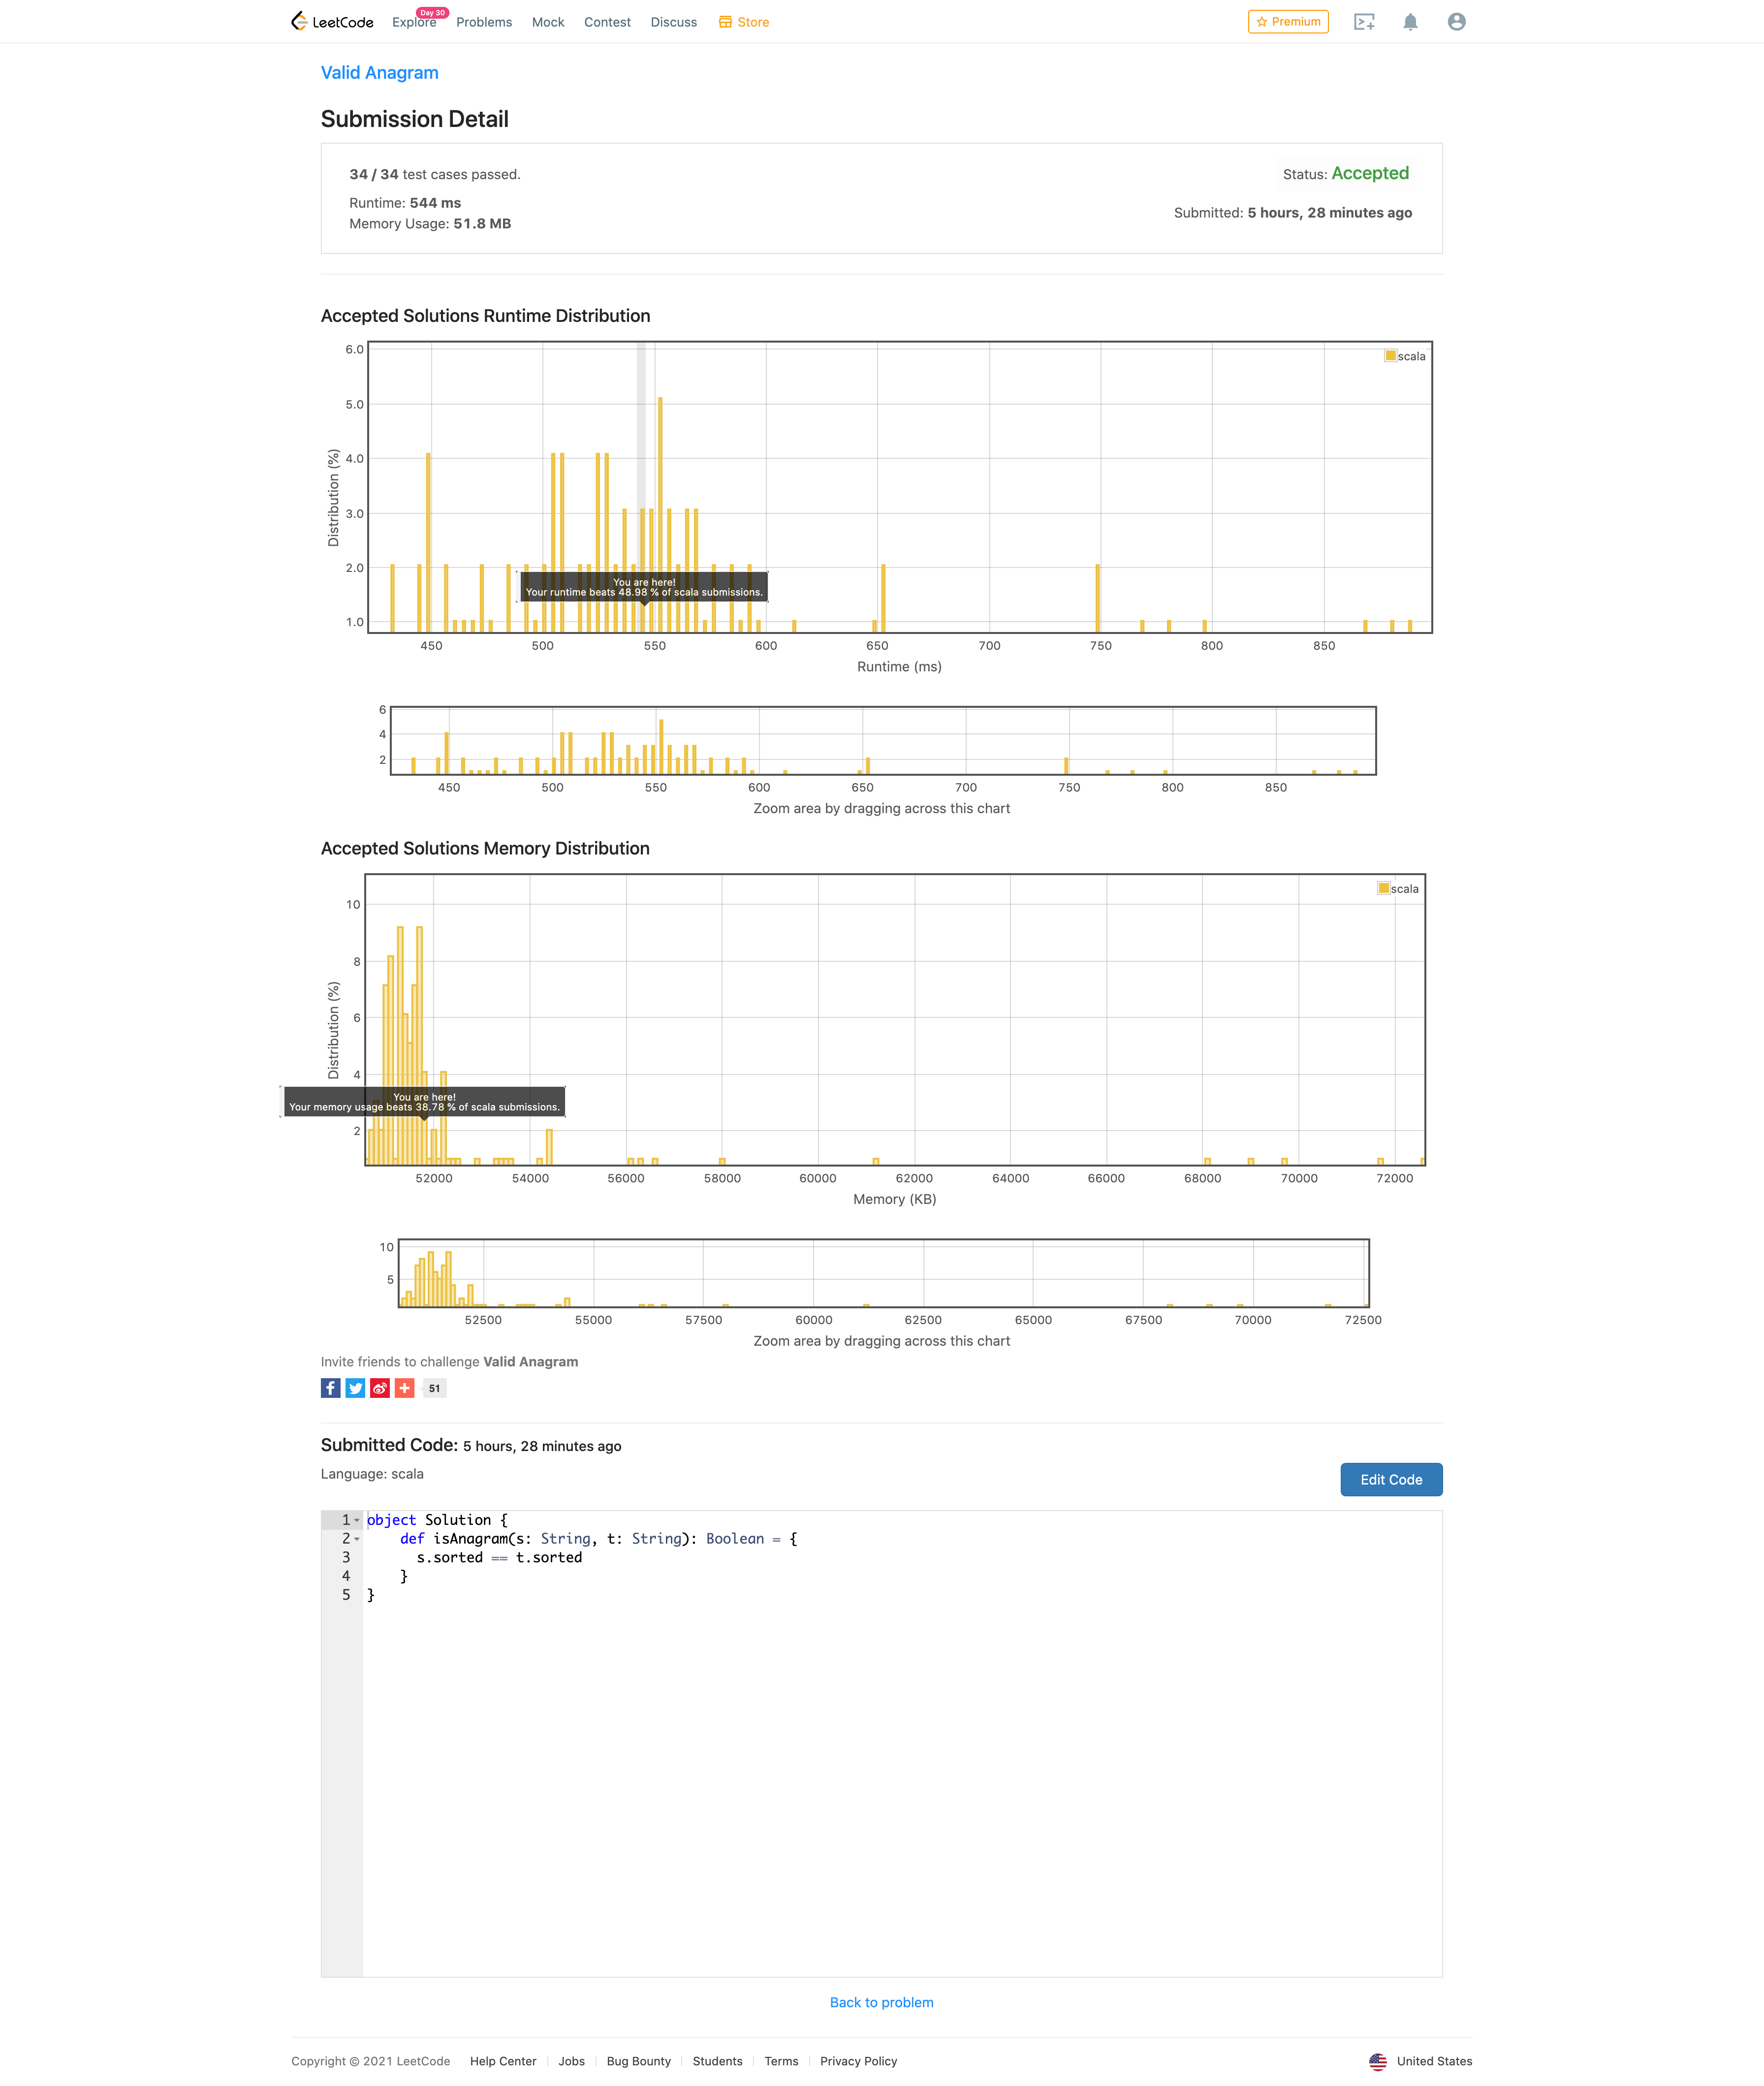 LeetCode
Explore
Day 30
Problems
Mock
Contest
Discuss
Store
Premium
Valid Anagram
Submission Detail
34 / 34 test cases passed.
Status: Accepted
Runtime: 544 ms
Submitted: 5 hours, 28 minutes ago
Memory Usage: 51.8 MB
Accepted Solutions Runtime Distribution
6.0
5.0
4.0
3.0
2.0
1.0
Distribution (%)
scala
You are here!
Your runtime beats 48.98 % of scala submissions.
450 500 550 600 650 700 750 800 850
Runtime (ms)
6
4
2
450 500 550 600 650 700 750 800 850
Zoom area by dragging across this chart
Accepted Solutions Memory Distribution
10
8
6
4
2
Distribution (%)
scala
You are here!
Your memory usage beats 38.78 % of scala submissions.
52000 54000 56000 58000 60000 62000 64000 66000 68000 70000 72000
Memory (KB)
10
5
52500 55000 57500 60000 62500 65000 67500 70000 72500
Zoom area by dragging across this chart
Invite friends to challenge Valid Anagram
51
Submitted Code: 5 hours, 28 minutes ago
Language: scala
Edit Code
1 object Solution {
2     def isAnagram(s: String, t: String): Boolean = {
3       s.sorted == t.sorted
4     }
5 }
Back to problem
Copyright © 2021 LeetCode
Help Center
Jobs
Bug Bounty
Students
Terms
Privacy Policy
United States